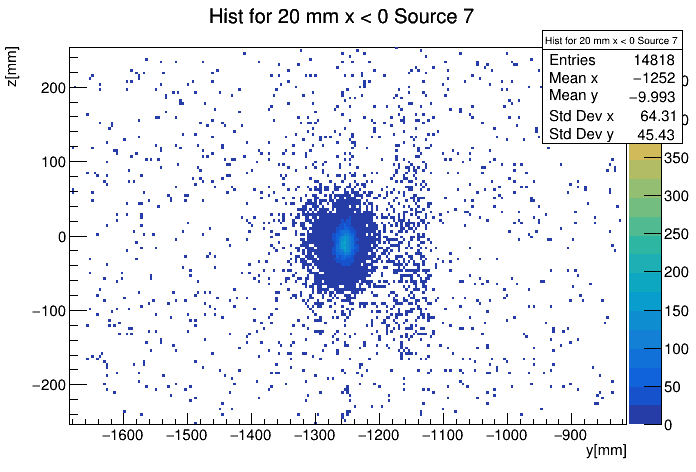 Hist for 20 mm x < 0 Source 7
z[mm]
Hist for 20 mm x < 0 Source 7
Entries 14818
Mean x −1252
Mean y −9.993
Std Dev x 64.31
Std Dev y 45.43
200
100
0
−100
−200
350
300
250
200
150
100
50
0
−1600 −1500 −1400 −1300 −1200 −1100 −1000 −900
y[mm]